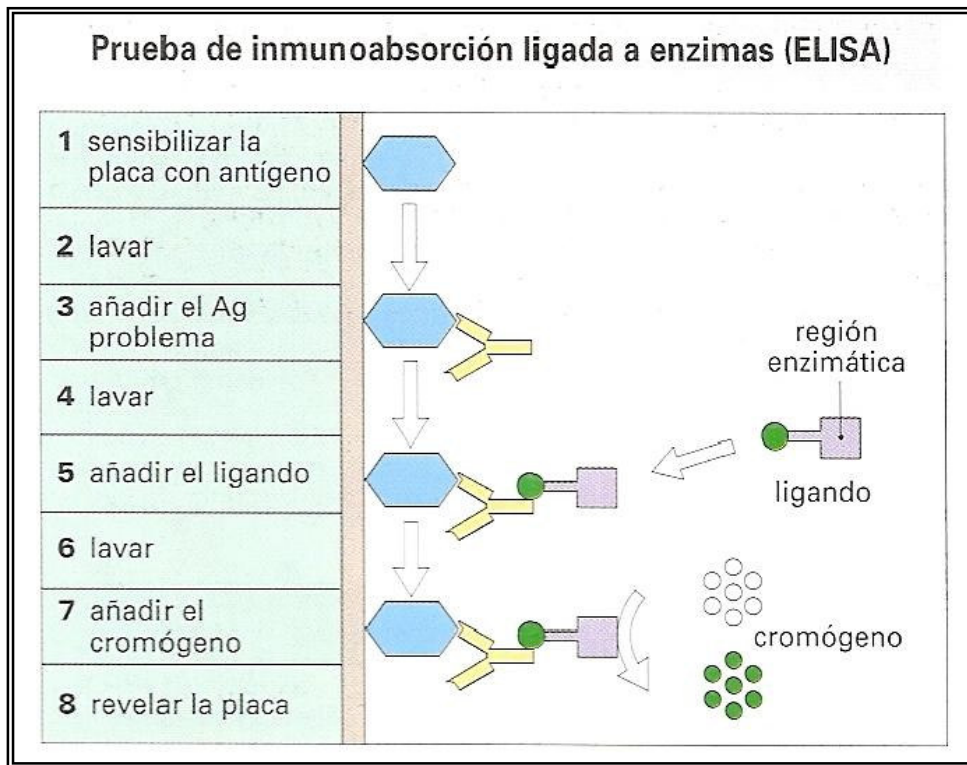 Prueba de inmunoabsorción ligada a enzimas (ELISA)
1 sensibilizar la
placa con antígeno
2 lavar
3 añadir el Ag
problema
4 lavar
5 añadir el ligando
6 lavar
7 añadir el
cromógeno
8 revelar la placa
región
enzimática
ligando
cromógeno